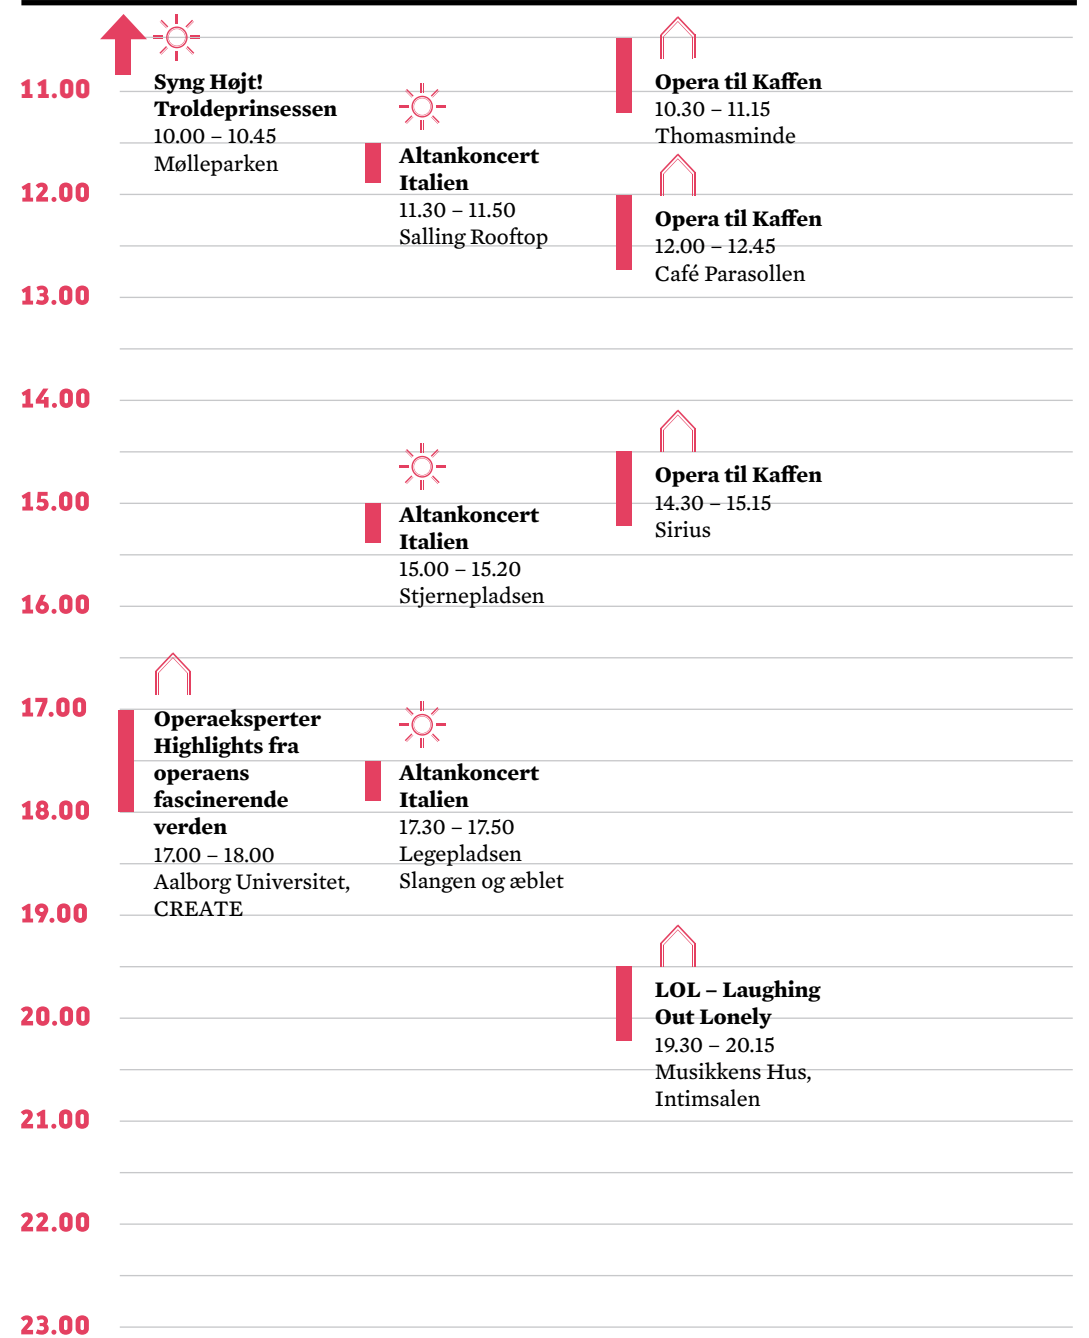 11.00
12.00
13.00
14.00
15.00
16.00
17.00
18.00
19.00
20.00
21.00
22.00
23.00
Syng Højt!
Troldeprinsessen
10.00 – 10.45
Mølleparken
Operaeksperter
Highlights fra
operaens
fascinerende
verden
17.00 – 18.00
Aalborg Universitet,
CREATE
Altankoncert
Italien
11.30 – 11.50
Salling Rooftop
Altankoncert
Italien
15.00 – 15.20
Stjernepladsen
Altankoncert
Italien
17.30 – 17.50
Legepladsen
Slangen og æblet
Opera til Kaffen
10.30 – 11.15
Thomasminde
Opera til Kaffen
12.00 – 12.45
Café Parasollen
Opera til Kaffen
14.30 – 15.15
Sirius
LOL – Laughing
Out Lonely
19.30 – 20.15
Musikkens Hus,
Intimsalen